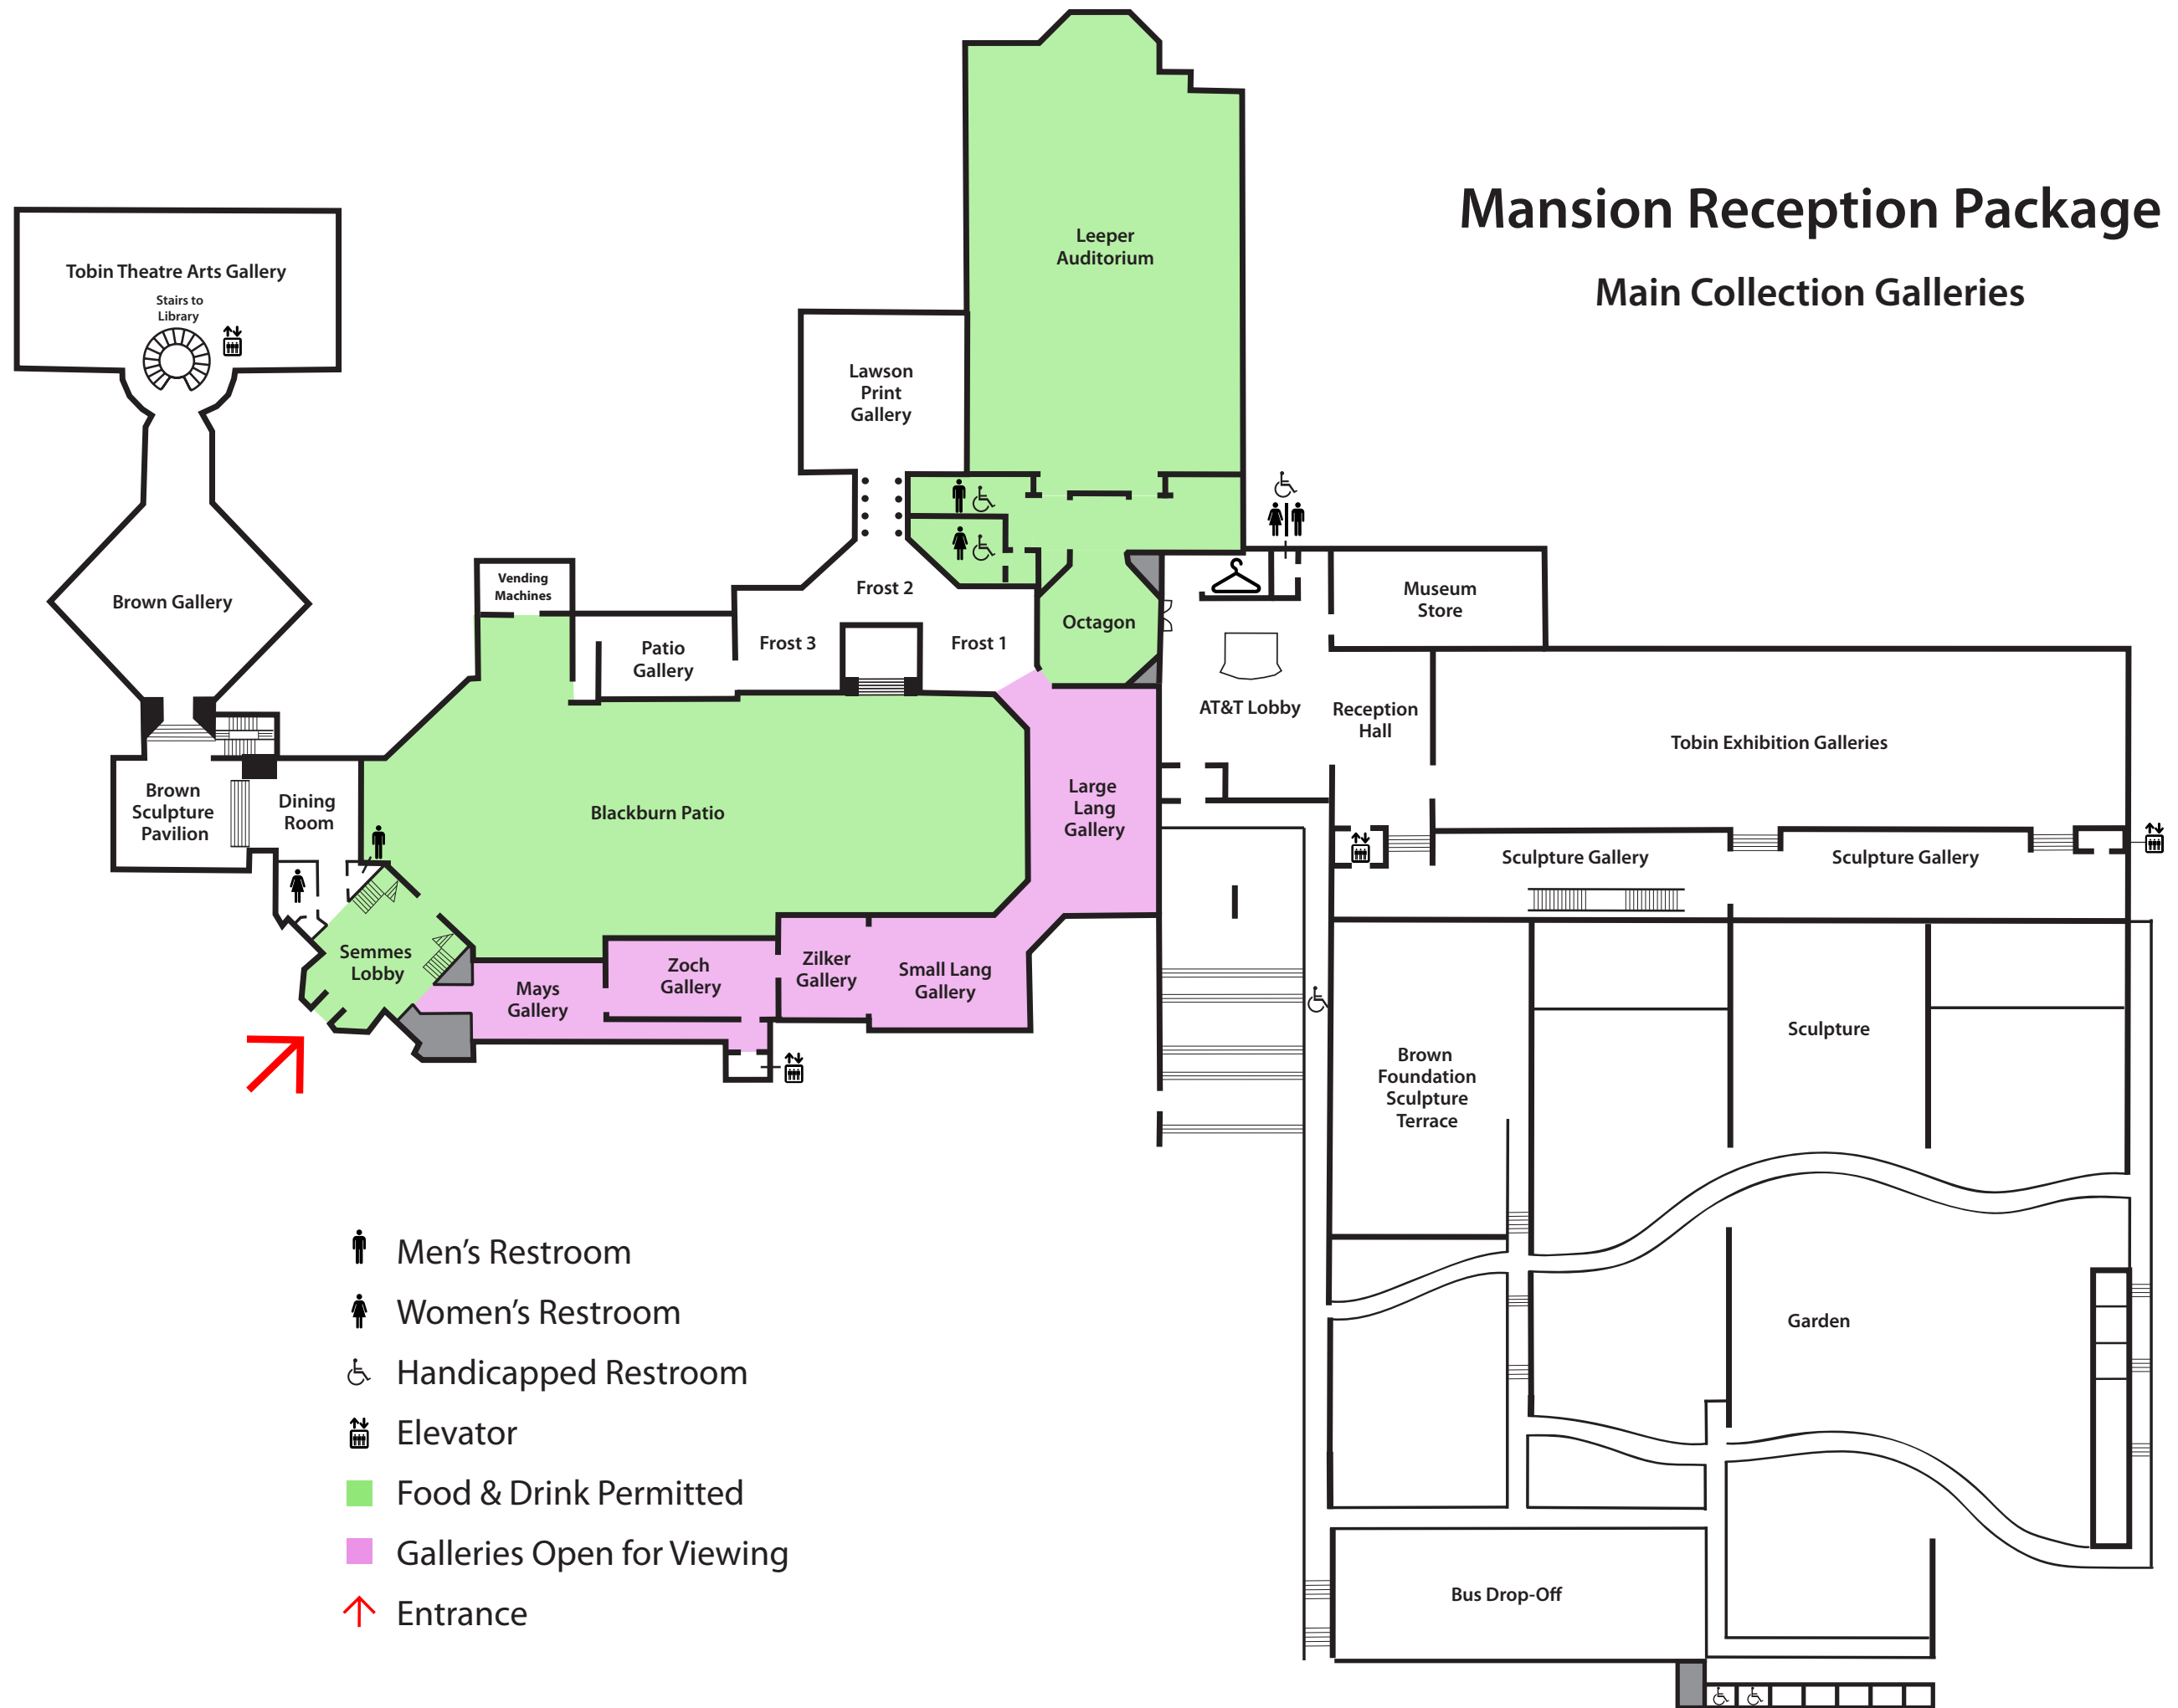 Mansion Reception Package
Main Collection Galleries
Leeper
Auditorium
Tobin Theatre Arts Gallery
Stairs to
Library
Lawson
Print
Gallery
Brown Gallery
Vending
Machines
Frost 2
Patio
Gallery
Frost 3
Frost 1
Octagon
Museum
Store
AT&T Lobby
Reception
Hall
Tobin Exhibition Galleries
Brown
Sculpture
Pavilion
Dining
Room
Blackburn Patio
Large
Lang
Gallery
Sculpture Gallery
Sculpture Gallery
Semmes
Lobby
Mays
Gallery
Zoch
Gallery
Zilker
Gallery
Small Lang
Gallery
Brown
Foundation
Sculpture
Terrace
Sculpture
Garden
Bus Drop-Off
Men’s Restroom
Women’s Restroom
Handicapped Restroom
Elevator
Food & Drink Permitted
Galleries Open for Viewing
Entrance